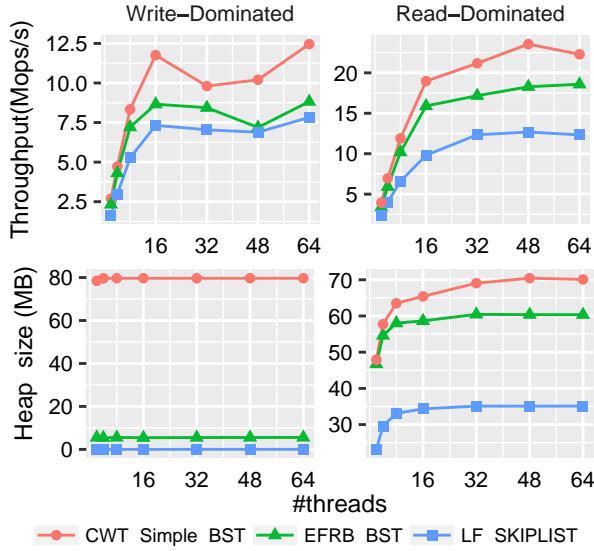 Write−Dominated
Read−Dominated
Throughput(Mops/s)
12.5
10.0
7.5
5.0
2.5
16 32 48 64
20
15
10
5
16 32 48 64
Heap size (MB)
80
60
40
20
0
16 32 48 64
70
60
50
40
30
16 32 48 64
#threads
CWT Simple BST EFRB BST LF SKIPLIST